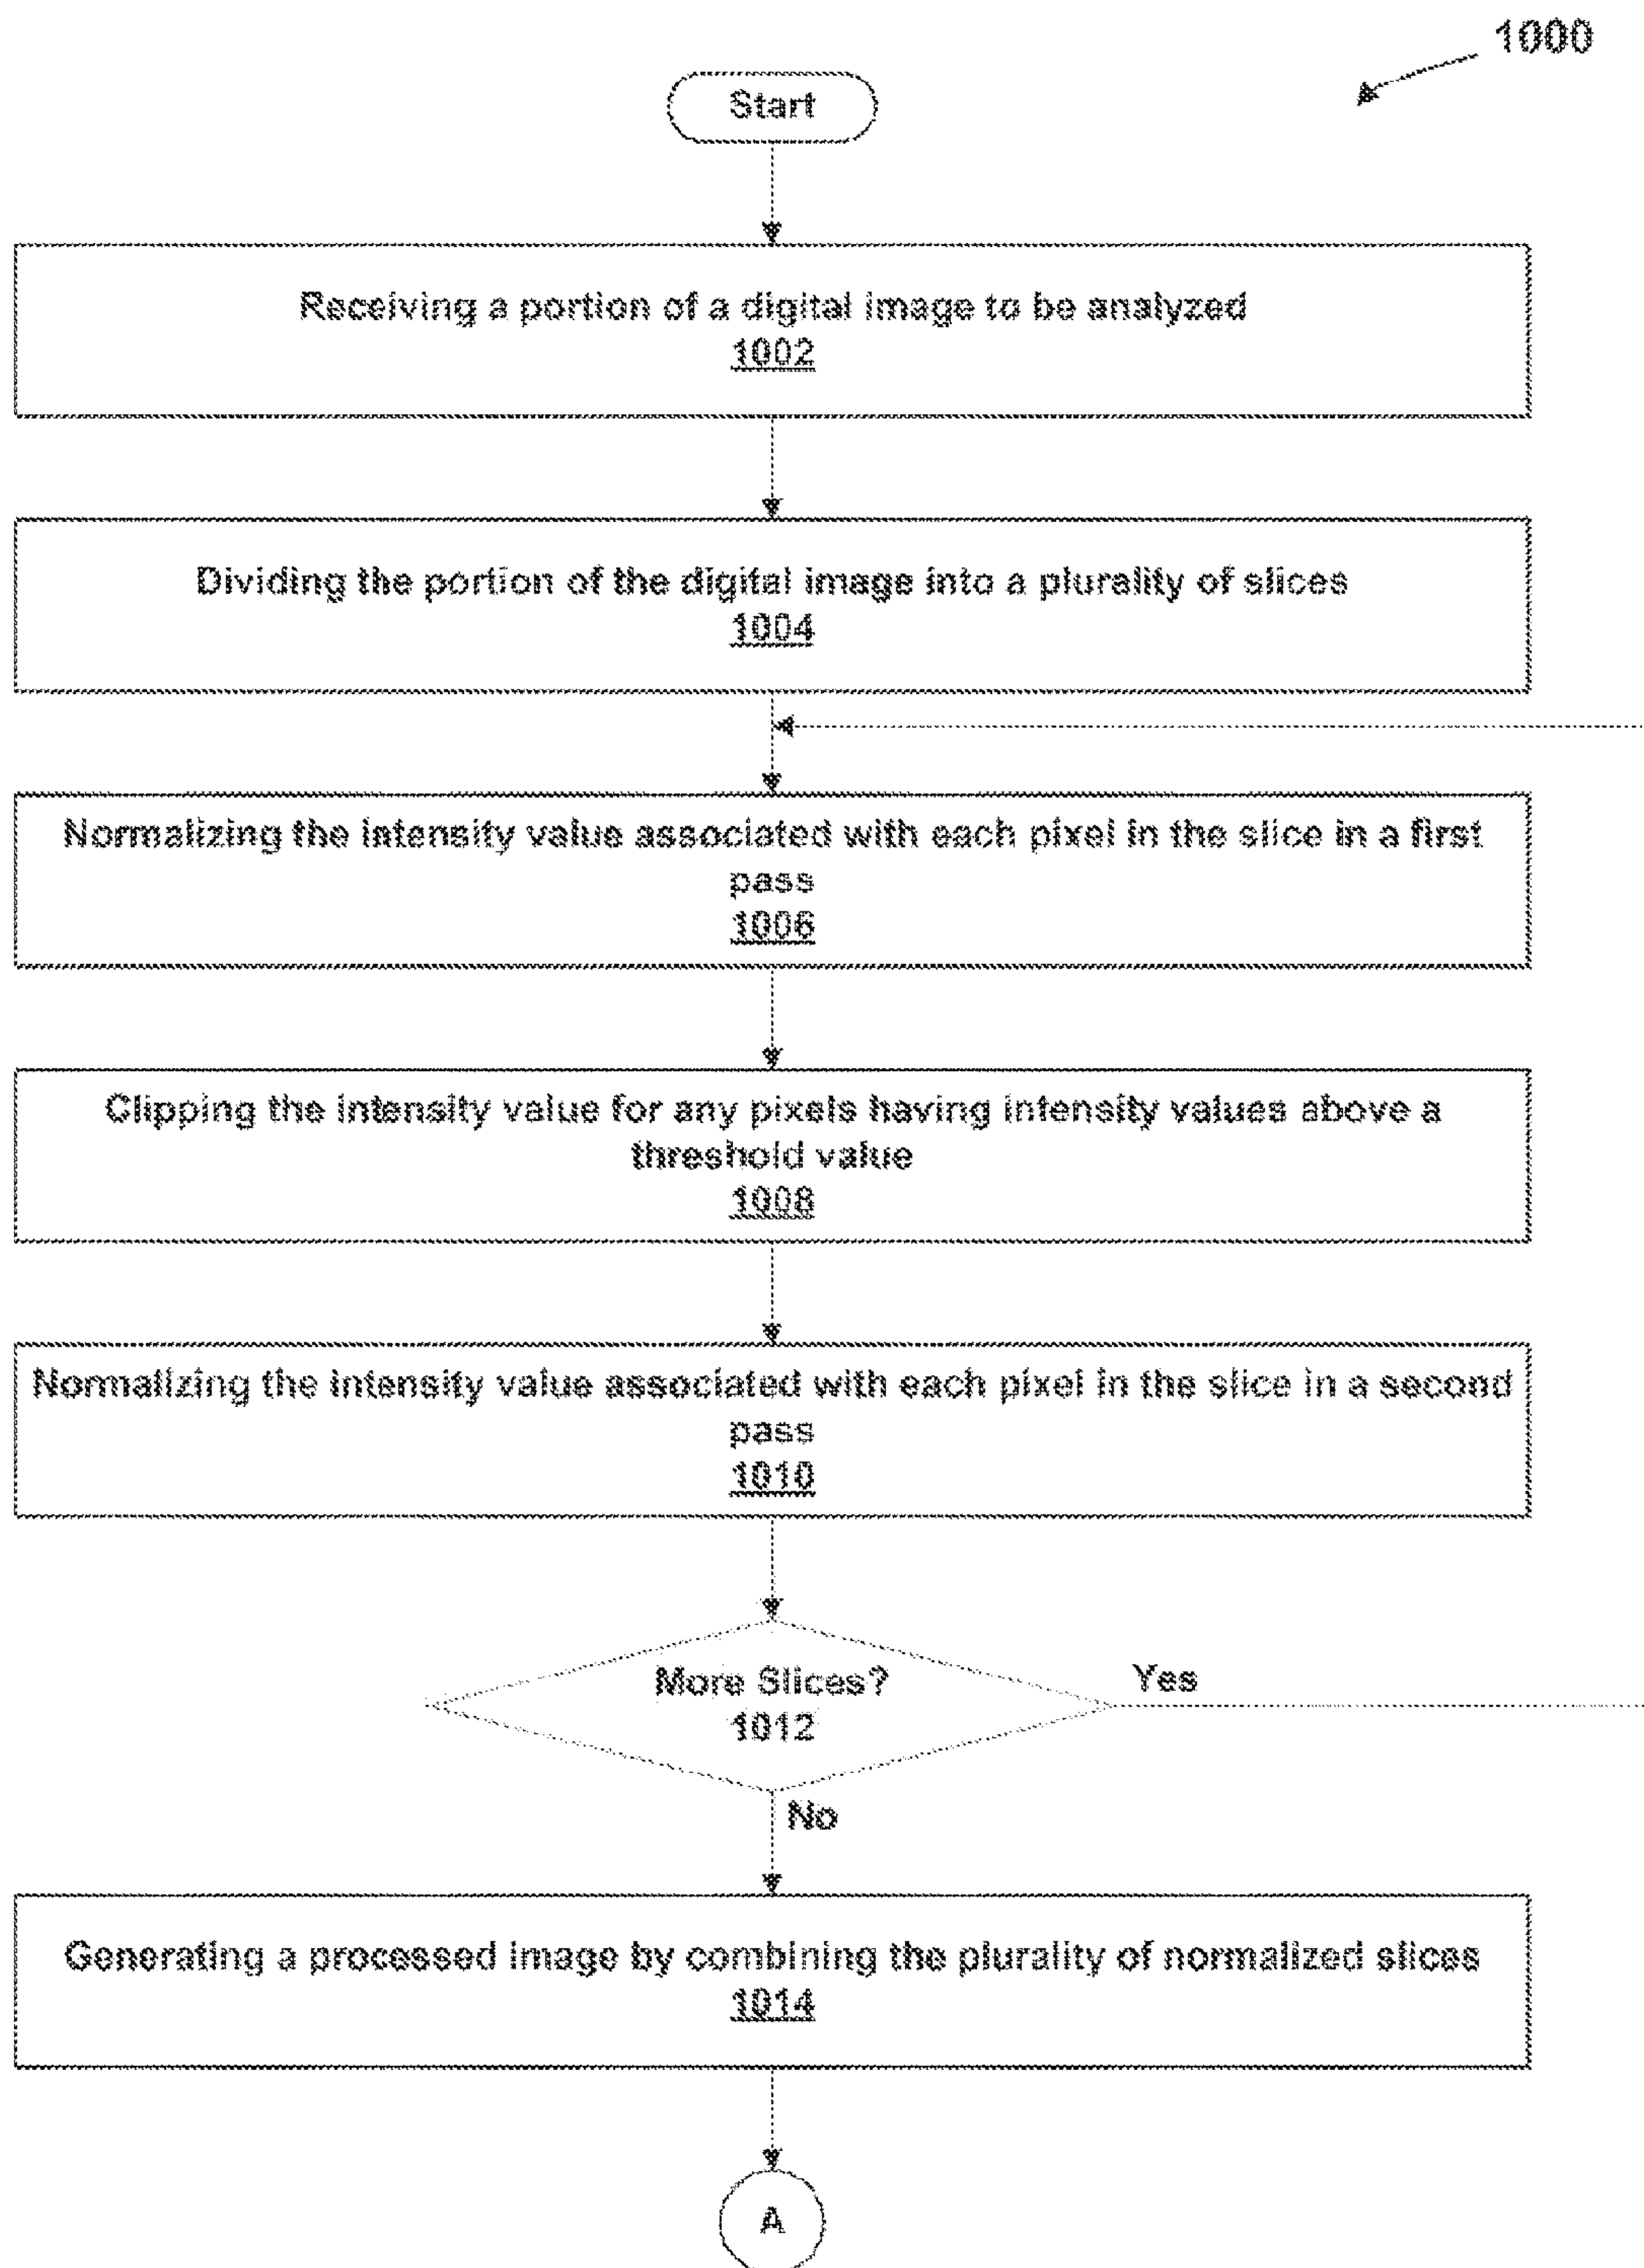 1000
Start
Receiving a portion of a digital image to be analyzed
1002
Dividing the portion of the digital image into a plurality of slices
1004
Normalizing the intensity value associated with each pixel in the slice in a first
pass
1006
Clipping the intensity value for any pixels having intensity values above a
threshold value
1008
Normalizing the intensity value associated with each pixel in the slice in a second
pass
1010
More Slices?
1012
Yes
No
Generating a processed image by combining the plurality of normalized slices
1014
A